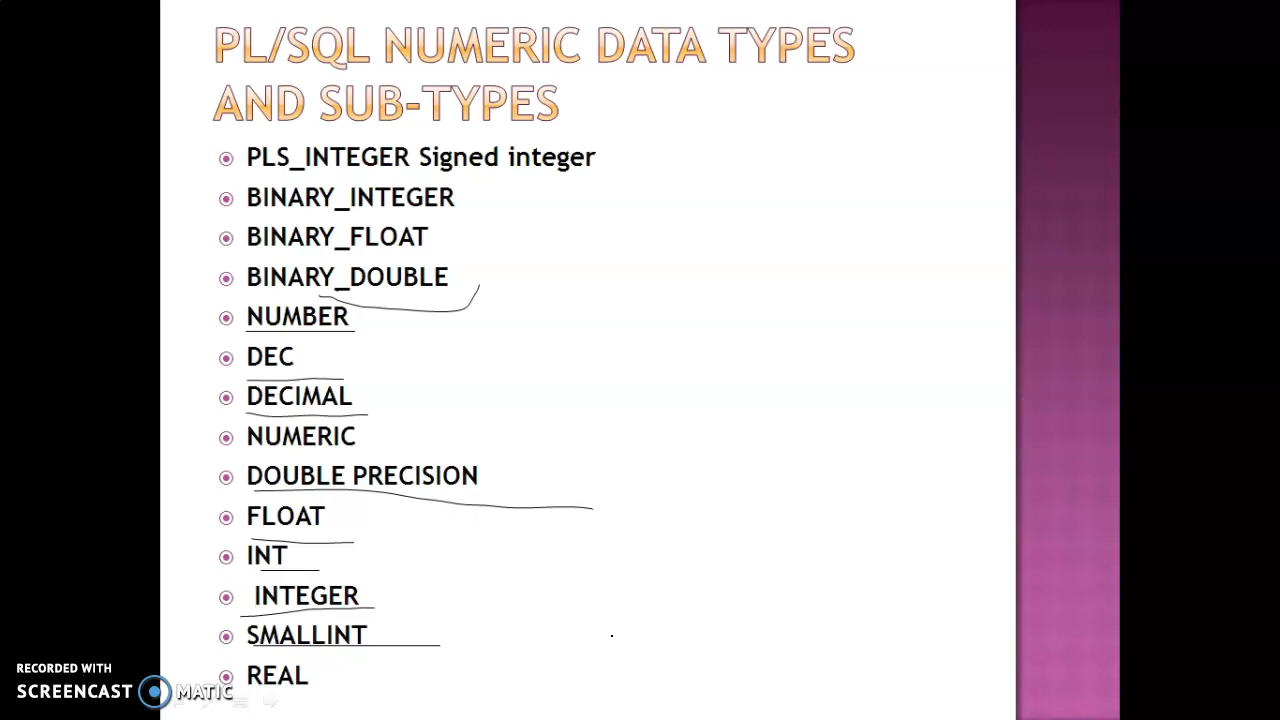 PL/SQL NUMERIC DATA TYPES
AND SUB-TYPES
PLS_INTEGER Signed integer
BINARY_INTEGER
BINARY_FLOAT
BINARY_DOUBLE
NUMBER
DEC
DECIMAL
NUMERIC
DOUBLE PRECISION
FLOAT
INT
INTEGER
SMALLINT
REAL
RECORDED WITH
SCREENCAST MATIC